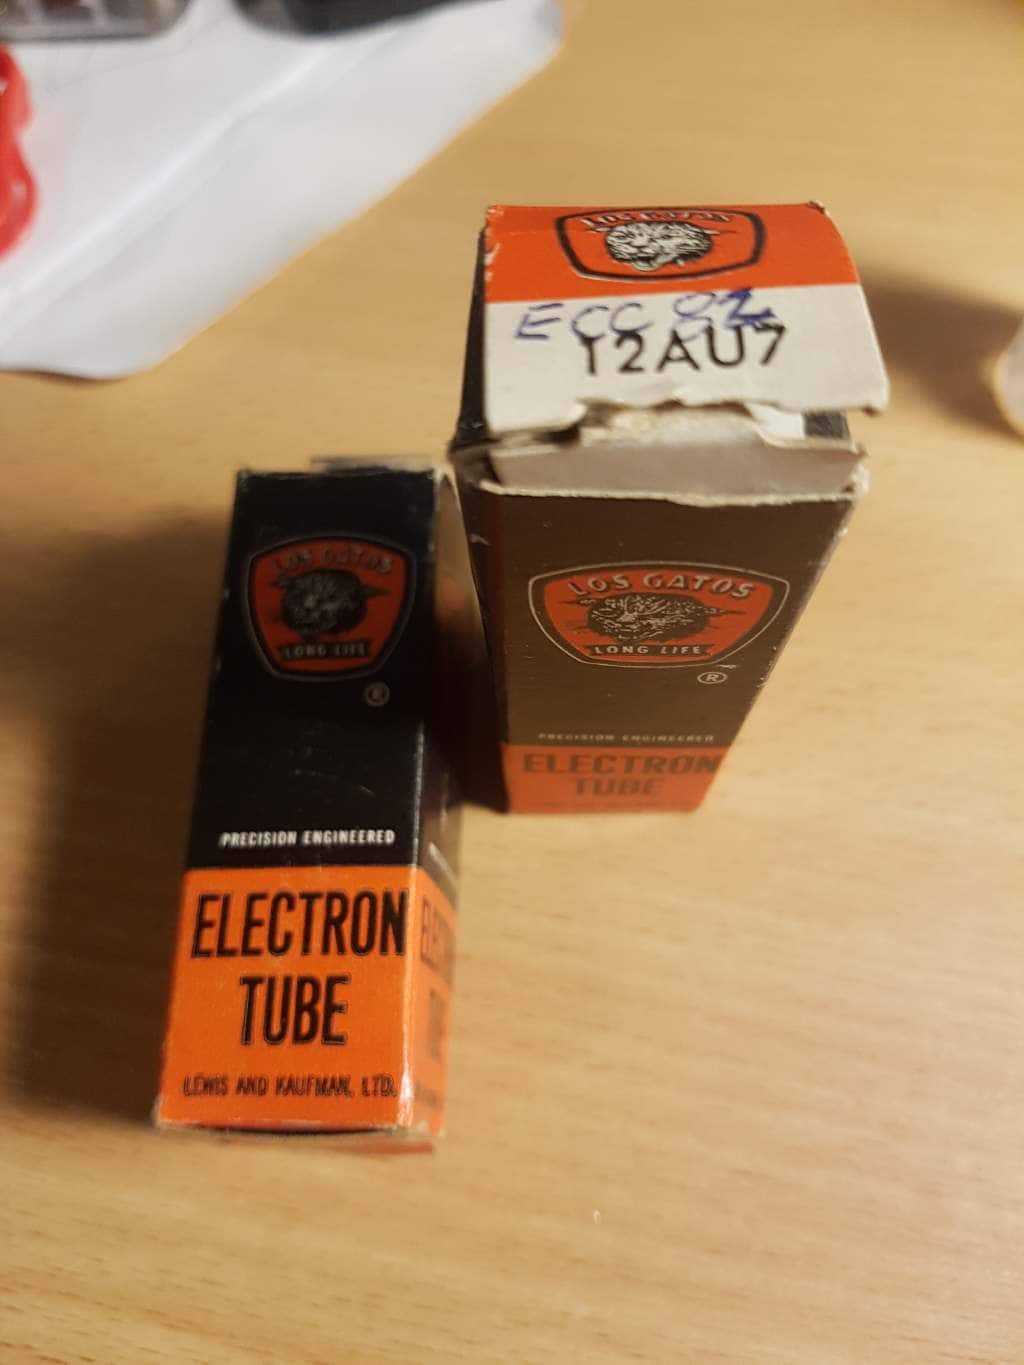 LOS GATOS
ECC 82
12AU7
LOS GATOS
LONG LIFE
®
PRECISION ENGINEERED
ELECTRON
TUBE
LOS GATOS
LONG LIFE
®
PRECISION ENGINEERED
ELECTRON
TUBE
LEWIS AND KAUFMAN, LTD.